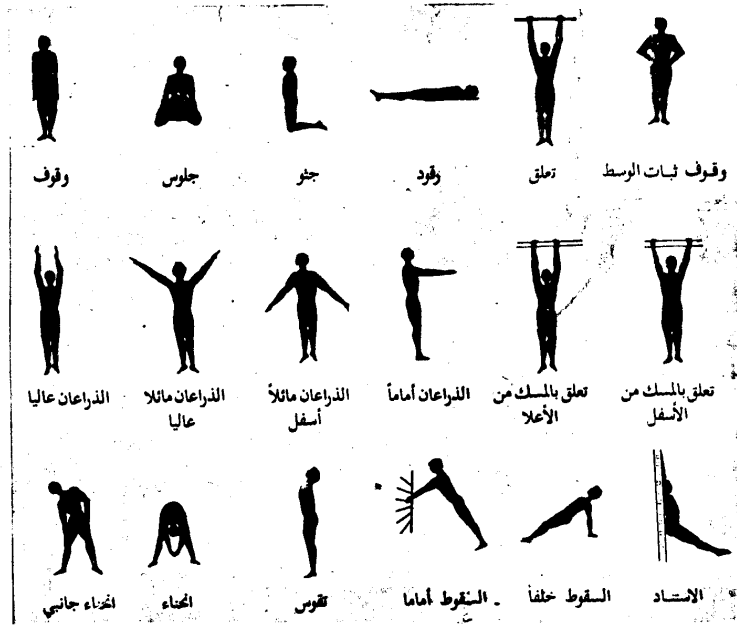 وقوف ثبات الوسط
تعلق
رقود
جثو
جلوس
وقوف
تعلق بالمسك من
الأسفل
تعلق بالمسك من
الأعلا
الذراعان أماماً
الذراعان مائلاً
أسفل
الذراعان مائلا
عاليا
الذراعان عاليا
الاستناد
السقوط خلفاً
السقوط أماما
تقوس
انحناء
انحناء جانبي